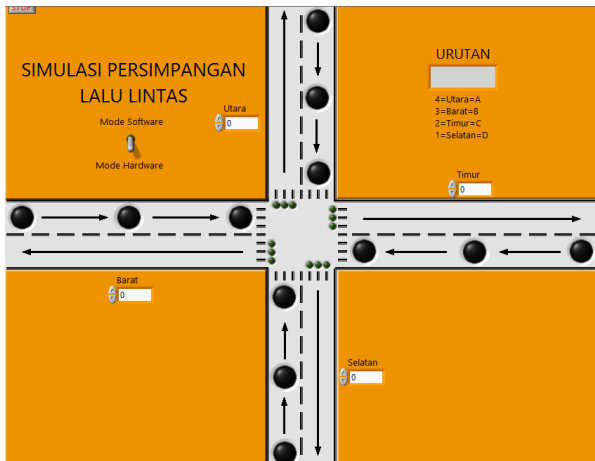 STOP
SIMULASI PERSIMPANGAN
LALU LINTAS
Mode Software
Mode Hardware
Utara
0
URUTAN
4=Utara=A
3=Barat=B
2=Timur=C
1=Selatan=D
Timur
0
Barat
0
Selatan
0